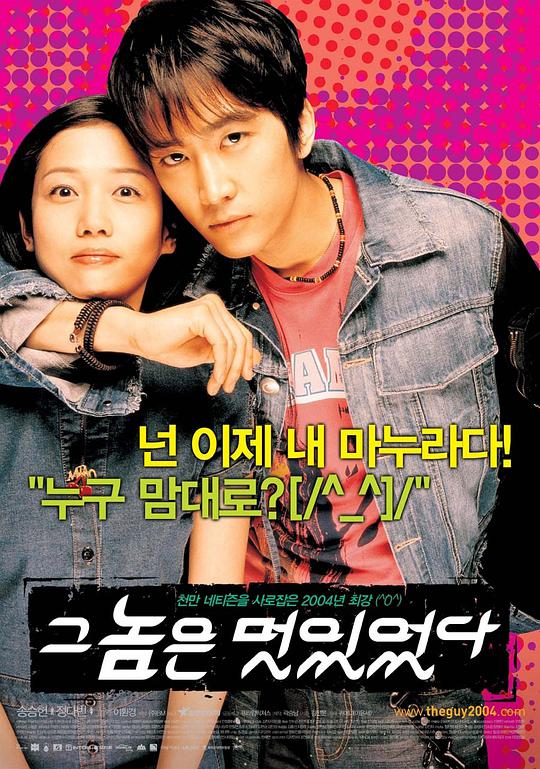 넌 이제 내 마누라다!
"누구 맘대로?[/^_^]/"
천만 네티즌을 사로잡은 2004년 최강 (^0^)
그놈은 멋있었다
송승헌 정다빈
www.theguy2004.com